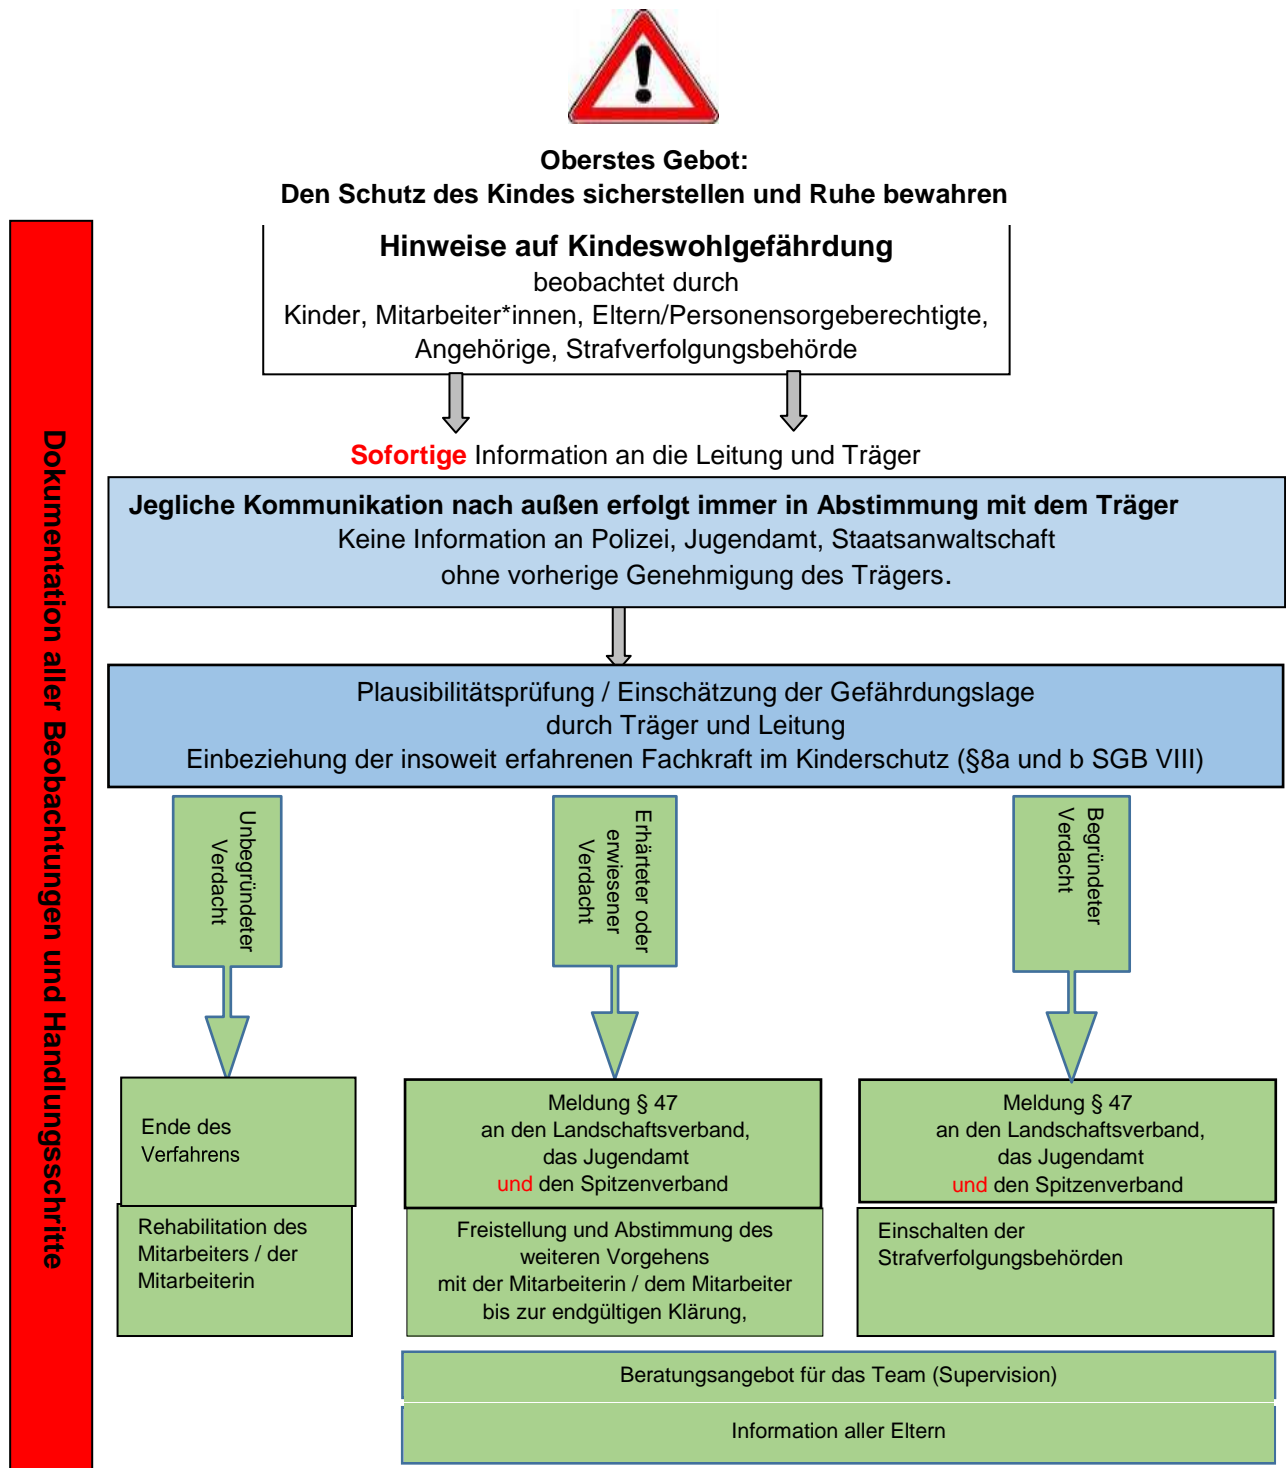 Oberstes Gebot:
Den Schutz des Kindes sicherstellen und Ruhe bewahren
Dokumentation aller Beobachtungen und Handlungsschritte
Hinweise auf Kindeswohlgefährdung
beobachtet durch
Kinder, Mitarbeiter*innen, Eltern/Personensorgeberechtigte,
Angehörige, Strafverfolgungsbehörde
Sofortige Information an die Leitung und Träger
Jegliche Kommunikation nach außen erfolgt immer in Abstimmung mit dem Träger
Keine Information an Polizei, Jugendamt, Staatsanwaltschaft
ohne vorherige Genehmigung des Trägers.
Plausibilitätsprüfung / Einschätzung der Gefährdungslage
durch Träger und Leitung
Einbeziehung der insoweit erfahrenen Fachkraft im Kinderschutz (§8a und b SGB VIII)
Unbegründeter
Verdacht
Erhärteter oder
erwiesener
Verdacht
Begründeter
Verdacht
Ende des
Verfahrens
Rehabilitation des
Mitarbeiters / der
Mitarbeiterin
Meldung § 47
an den Landschaftsverband,
das Jugendamt
und den Spitzenverband
Freistellung und Abstimmung des
weiteren Vorgehens
mit der Mitarbeiterin / dem Mitarbeiter
bis zur endgültigen Klärung,
Meldung § 47
an den Landschaftsverband,
das Jugendamt
und den Spitzenverband
Einschalten der
Strafverfolgungsbehörden
Beratungsangebot für das Team (Supervision)
Information aller Eltern